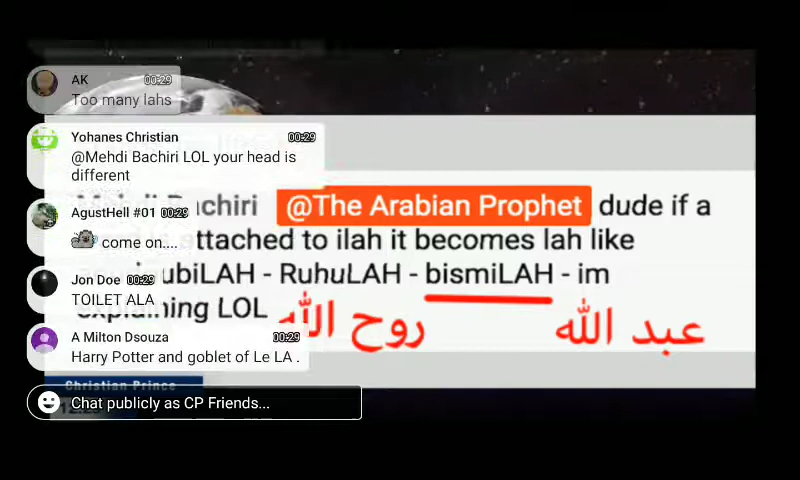 AK 00:29
Too many lahs
Yohanes Christian 00:29
@Mehdi Bachiri LOL your head is
different
AgustHell #01 00:29
come on....
Jon Doe 00:29
TOILET ALA
A Milton Dsouza 00:29
Harry Potter and goblet of Le LA .
Chat publicly as CP Friends...
Bachiri @The Arabian Prophet dude if a
attached to ilah it becomes lah like
ubiLAH - RuhuLAH - bismiLAH - im
explaining LOL
روح الله
عبد الله
Christian Prince